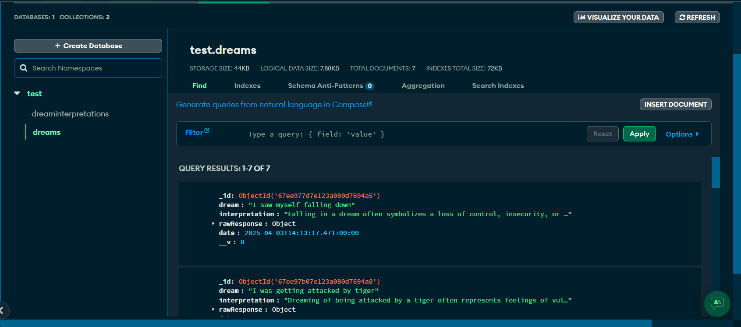 DATABASES: 1 COLLECTIONS: 2
VISUALIZE YOUR DATA
REFRESH
+ Create Database
Search Namespaces
test
dreaminterpretations
dreams
test.dreams
STORAGE SIZE: 44KB LOGICAL DATA SIZE: 7.88KB TOTAL DOCUMENTS: 7 INDEXES TOTAL SIZE: 72KB
Find Indexes Schema Anti-Patterns 0 Aggregation Search Indexes
Generate queries from natural language in Compass
INSERT DOCUMENT
Filter Type a query: { field: 'value' } Reset Apply Options
QUERY RESULTS: 1-7 OF 7
_id: ObjectId('67ee977d7e123a080d7694a5')
dream : "I saw myself falling down"
interpretation : "Falling in a dream often symbolizes a loss of control, insecurity, or …"
rawResponse : Object
date : 2025-04-03T14:13:17.471+00:00
__v : 0
_id: ObjectId('67ee97b07e123a080d7694a8')
dream : "I was getting attacked by tiger"
interpretation : "Dreaming of being attacked by a tiger often represents feelings of vul…"
rawResponse : Object